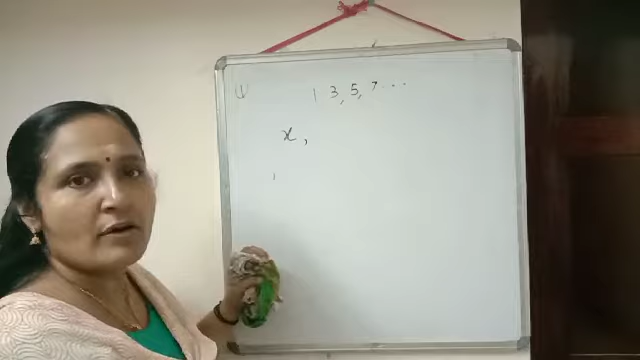 (1) 1 3, 5, 7 ...
x,